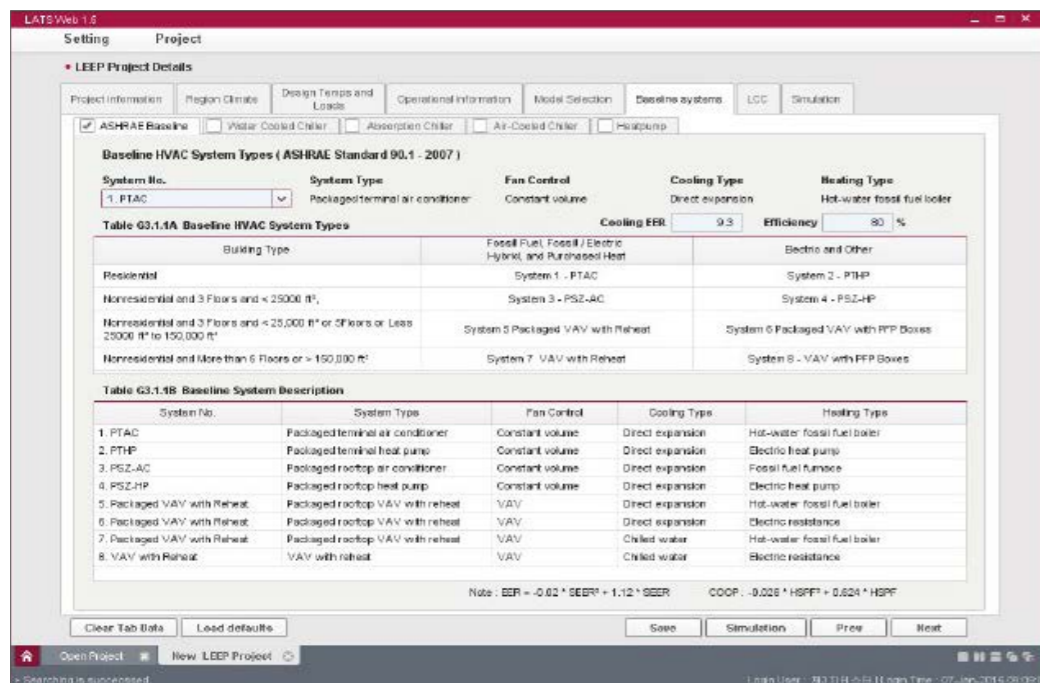 LATS Web 1.5
Setting Project
• LEEP Project Details
Project Information Region Climate Design Temps and Loads Operational Information Model Selection Baseline systems LCC Simulation
ASHRAE Baseline Water Cooled Chiller Absorption Chiller Air-Cooled Chiller Heatpump
Baseline HVAC System Types ( ASHRAE Standard 90.1 - 2007 )
System No. System Type Fan Control Cooling Type Heating Type
1. PTAC Packaged terminal air conditioner Constant volume Direct expansion Hot-water fossil fuel boiler
Table G3.1.1A Baseline HVAC System Types Cooling EER 9.3 Efficiency 80 %
Building Type Fossil Fuel, Fossil / Electric Hybrid, and Purchased Heat Electric and Other
Residential System 1 - PTAC System 2 - PTHP
Nonresidential and 3 Floors and < 25000 ft², System 3 - PSZ-AC System 4 - PSZ-HP
Nonresidential and 3 Floors and < 25,000 ft² or 5Floors or Less 25000 ft² to 150,000 ft² System 5 Packaged VAV with Reheat System 6 Packaged VAV with PFP Boxes
Nonresidential and More than 6 Floors or > 150,000 ft² System 7 VAV with Reheat System 8 - VAV with PFP Boxes
Table G3.1.1B Baseline System Description
System No. System Type Fan Control Cooling Type Heating Type
1. PTAC Packaged terminal air conditioner Constant volume Direct expansion Hot-water fossil fuel boiler
2. PTHP Packaged terminal heat pump Constant volume Direct expansion Electric heat pump
3. PSZ-AC Packaged rooftop air conditioner Constant volume Direct expansion Fossil fuel furnace
4. PSZ-HP Packaged rooftop heat pump Constant volume Direct expansion Electric heat pump
5. Packaged VAV with Reheat Packaged rooftop VAV with reheat VAV Direct expansion Hot-water fossil fuel boiler
6. Packaged VAV with Reheat Packaged rooftop VAV with reheat VAV Direct expansion Electric resistance
7. Packaged VAV with Reheat Packaged rooftop VAV with reheat VAV Chilled water Hot-water fossil fuel boiler
8. VAV with Reheat VAV with reheat VAV Chilled water Electric resistance
Note : EER = -0.02 * SEER² + 1.12 * SEER COOP : -0.026 * HSPF² + 0.624 * HSPF
Clear Tab Data Load defaults Save Simulation Prev Next
Open Project New LEEP Project
• Searching is successed Login User : Login Time : 07-Jan-2016